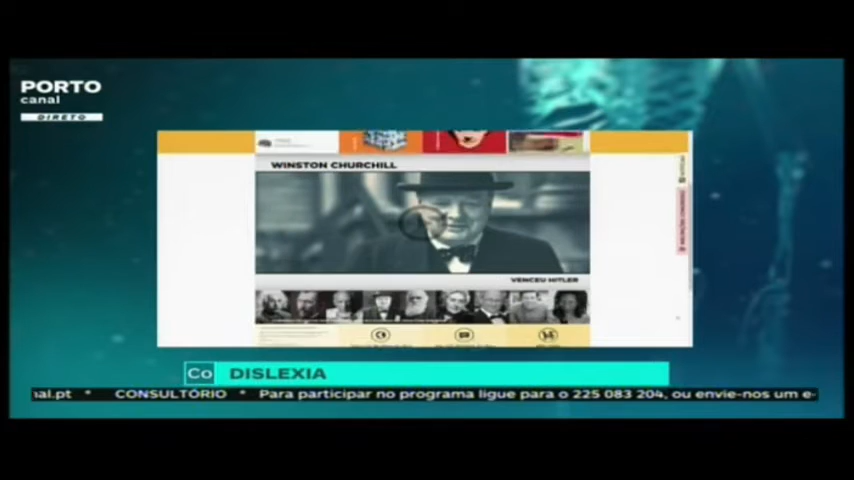 PORTO
canal
DIRETO
WINSTON CHURCHILL
VENCEU HITLER
Co DISLEXIA
nal.pt * CONSULTÓRIO * Para participar no programa ligue para o 225 083 204, ou envie-nos um e-